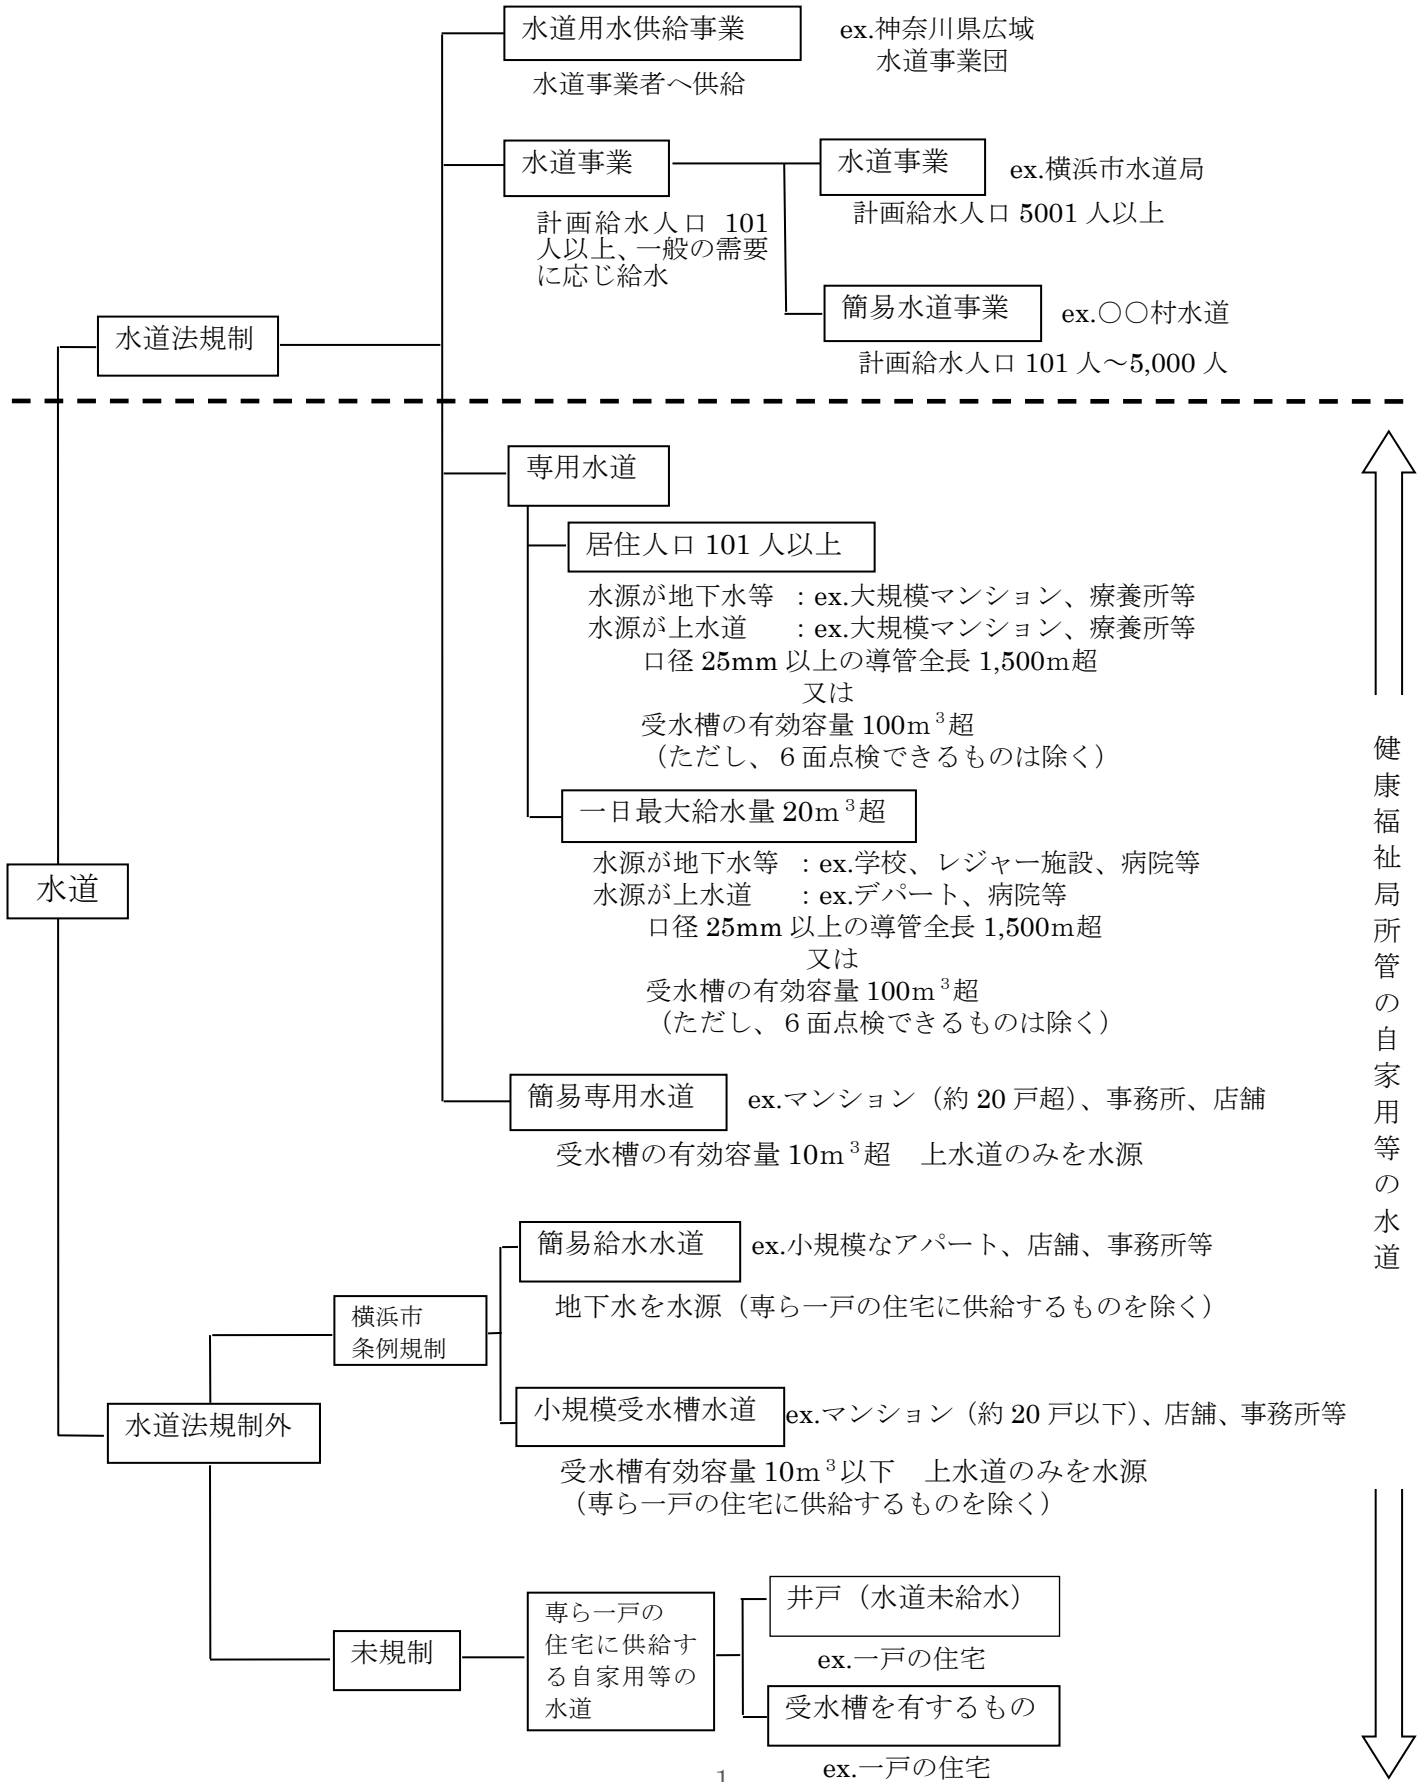 水道用水供給事業
ex.神奈川県広域
水道事業団
水道事業者へ供給
水道事業
水道事業
ex.横浜市水道局
計画給水人口 5001 人以上
計画給水人口 101
人以上、一般の需要
に応じ給水
簡易水道事業
ex.〇〇村水道
計画給水人口 101 人～5,000 人
水道法規制
専用水道
居住人口 101 人以上
水源が地下水等 : ex.大規模マンション、療養所等
水源が上水道 : ex.大規模マンション、療養所等
口径 25mm 以上の導管全長 1,500m超
又は
受水槽の有効容量 100m³超
（ただし、６面点検できるものは除く）
一日最大給水量 20m³超
水源が地下水等 : ex.学校、レジャー施設、病院等
水源が上水道 : ex.デパート、病院等
口径 25mm 以上の導管全長 1,500m超
又は
受水槽の有効容量 100m³超
（ただし、６面点検できるものは除く）
水道
簡易専用水道
ex.マンション（約 20 戸超）、事務所、店舗
受水槽の有効容量 10m³超　上水道のみを水源
健康福祉局所管の自家用等の水道
簡易給水水道
ex.小規模なアパート、店舗、事務所等
地下水を水源（専ら一戸の住宅に供給するものを除く）
横浜市
条例規制
小規模受水槽水道
ex.マンション（約 20 戸以下）、店舗、事務所等
受水槽有効容量 10m³以下　上水道のみを水源
（専ら一戸の住宅に供給するものを除く）
水道法規制外
未規制
専ら一戸の
住宅に供給す
る自家用等の
水道
井戸（水道未給水）
ex.一戸の住宅
受水槽を有するもの
ex.一戸の住宅
1